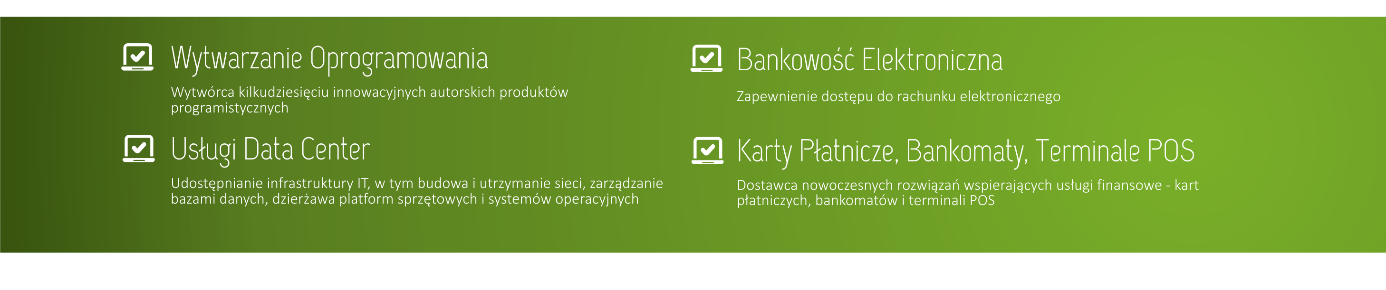 Wytwarzanie Oprogramowania
Wytwórca kilkudziesięciu innowacyjnych autorskich produktów
programistycznych
Usługi Data Center
Udostępnianie infrastruktury IT, w tym budowa i utrzymanie sieci, zarządzanie
bazami danych, dzierżawa platform sprzętowych i systemów operacyjnych
Bankowość Elektroniczna
Zapewnienie dostępu do rachunku elektronicznego
Karty Płatnicze, Bankomaty, Terminale POS
Dostawca nowoczesnych rozwiązań wspierających usługi finansowe - kart
płatniczych, bankomatów i terminali POS